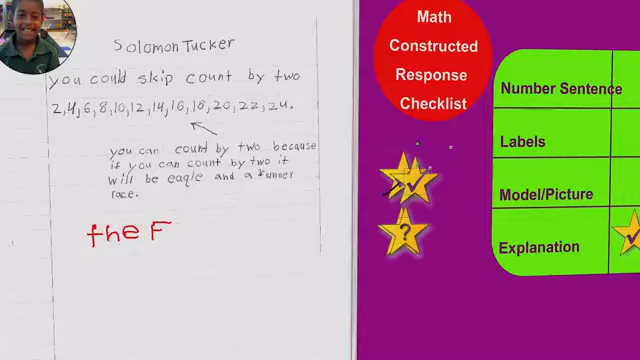 Solomon Tucker
you could skip count by two
2,4,6,8,10,12,14,16,18,20,22,24.
you can count by two because
if you can count by two it
will be eaqle and a
race.
the F
Math
Constructed
Response
Checklist
Number Sentence
Labels
Model/Picture
Explanation
?